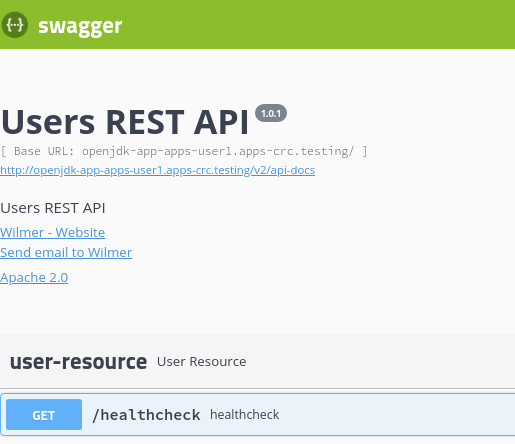 {···} swagger
Users REST API 1.0.1
[ Base URL: openjdk-app-apps-user1.apps-crc.testing/ ]
http://openjdk-app-apps-user1.apps-crc.testing/v2/api-docs
Users REST API
Wilmer - Website
Send email to Wilmer
Apache 2.0
user-resource User Resource
GET /healthcheck healthcheck